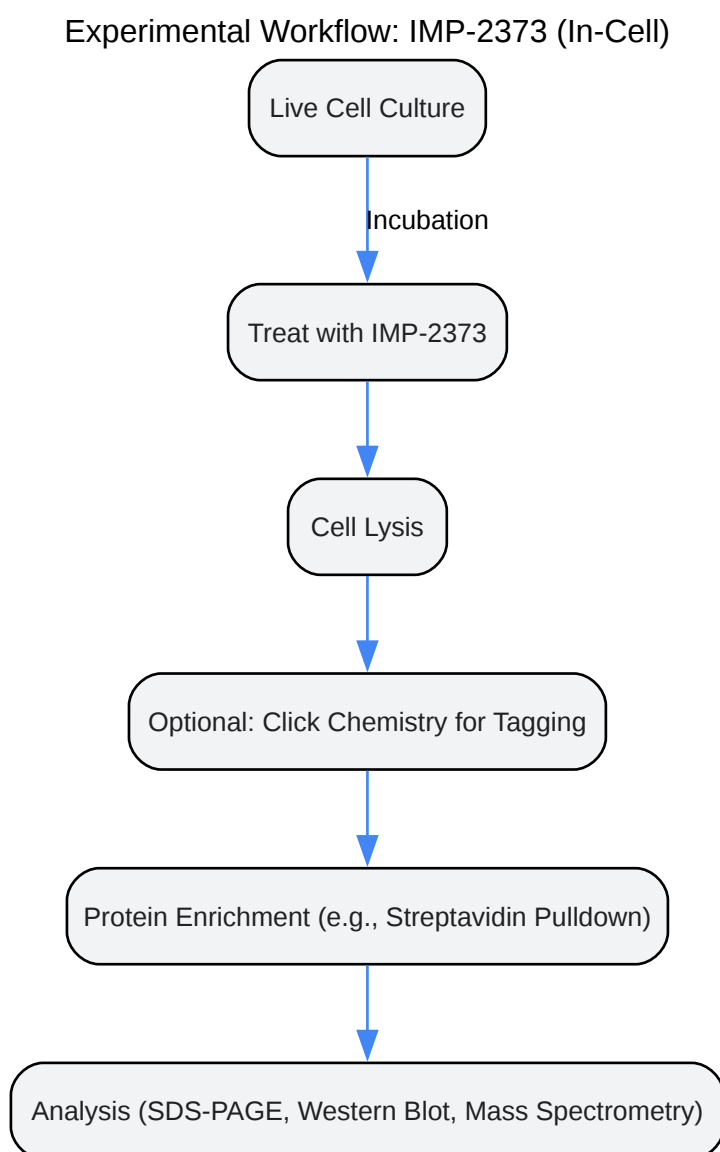 Experimental Workflow: IMP-2373 (In-Cell)
Live Cell Culture
Incubation
Treat with IMP-2373
Cell Lysis
Optional: Click Chemistry for Tagging
Protein Enrichment (e.g., Streptavidin Pulldown)
Analysis (SDS-PAGE, Western Blot, Mass Spectrometry)